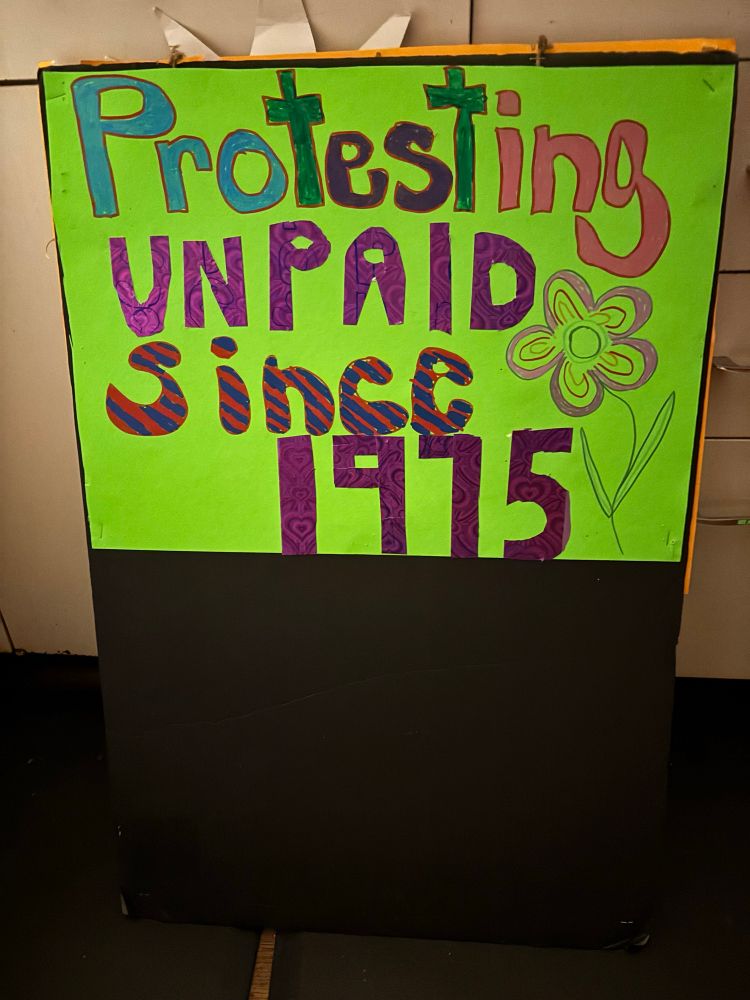 Protesting
UNPAID
Since
1975